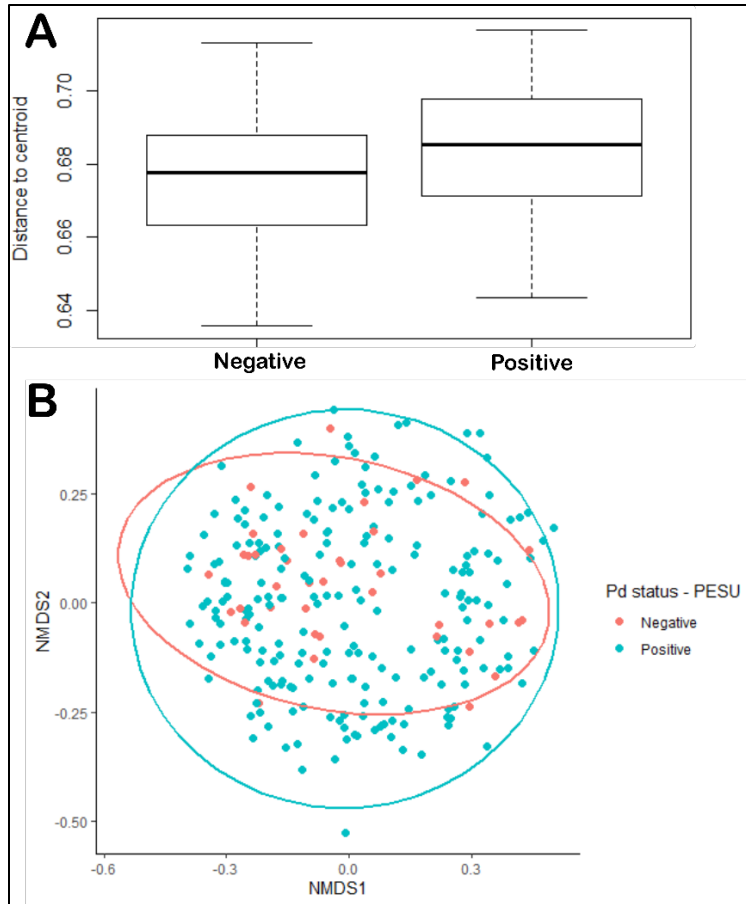 A
Distance to centroid
0.70
0.68
0.66
0.64
Negative
Positive
B
NMDS2
0.25
0.00
-0.25
-0.50
-0.6
-0.3
0.0
0.3
NMDS1
Pd status - PESU
Negative
Positive